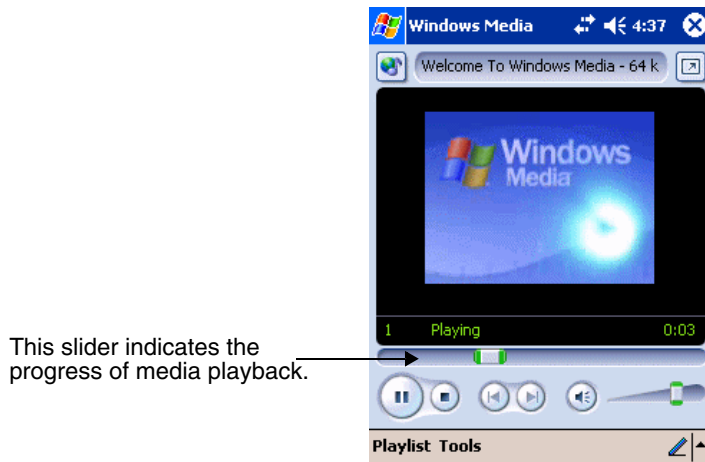 Windows Media 4:37
Welcome To Windows Media - 64 k
Windows
Media
1 Playing 0:03
This slider indicates the
progress of media playback.
Playlist Tools